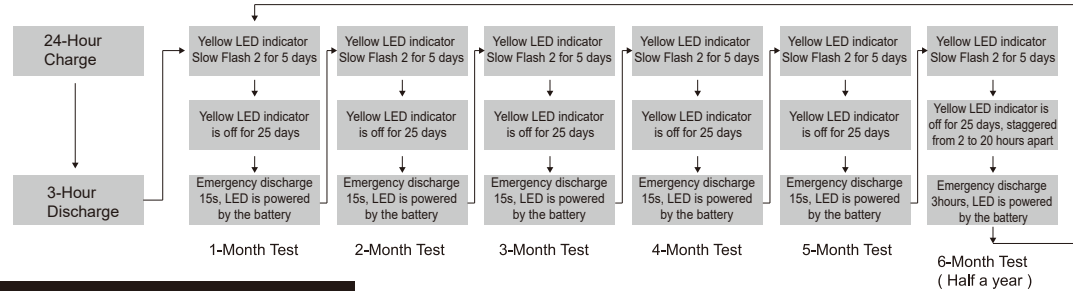 24-Hour
Charge
3-Hour
Discharge
Yellow LED indicator
Slow Flash 2 for 5 days
Yellow LED indicator
is off for 25 days
Emergency discharge
15s, LED is powered
by the battery
1-Month Test
Yellow LED indicator
Slow Flash 2 for 5 days
Yellow LED indicator
is off for 25 days
Emergency discharge
15s, LED is powered
by the battery
2-Month Test
Yellow LED indicator
Slow Flash 2 for 5 days
Yellow LED indicator
is off for 25 days
Emergency discharge
15s, LED is powered
by the battery
3-Month Test
Yellow LED indicator
Slow Flash 2 for 5 days
Yellow LED indicator
is off for 25 days
Emergency discharge
15s, LED is powered
by the battery
4-Month Test
Yellow LED indicator
Slow Flash 2 for 5 days
Yellow LED indicator
is off for 25 days
Emergency discharge
15s, LED is powered
by the battery
5-Month Test
Yellow LED indicator
Slow Flash 2 for 5 days
Yellow LED indicator is
off for 25 days, staggered
from 2 to 20 hours apart
Emergency discharge
3hours, LED is powered
by the battery
6-Month Test
( Half a year )